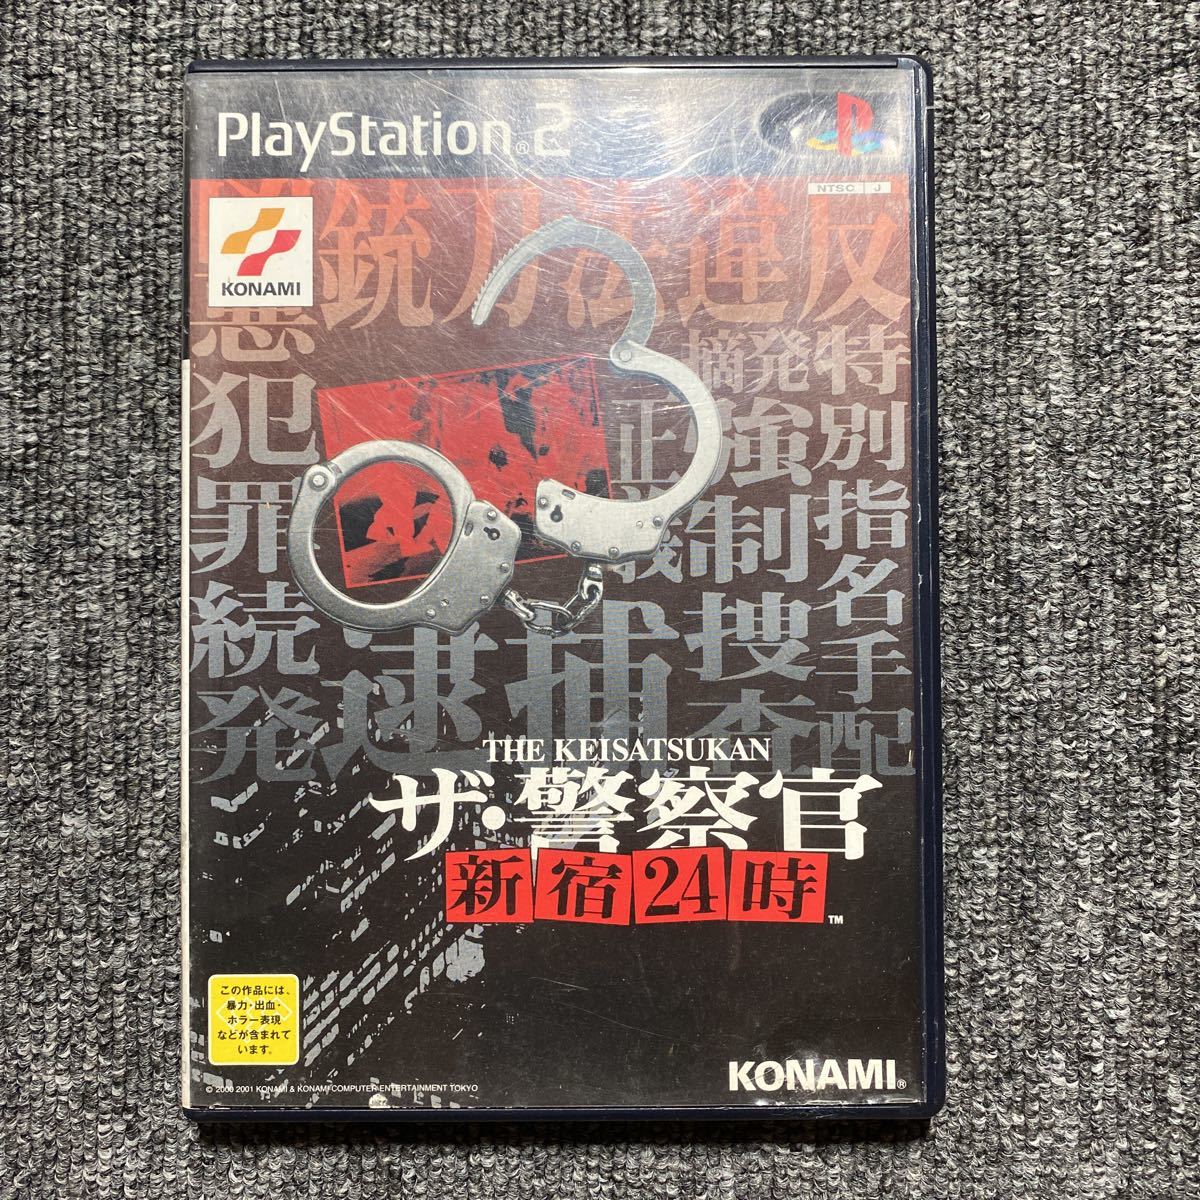 PlayStation®2
NTSC J
KONAMI
銃刀法違反
悪犯罪続発
摘発
特別指名手配
正義
強制捜査
逮捕
THE KEISATSUKAN
ザ・警察官
新宿24時™
この作品には、
暴力・出血・
ホラー表現
などが含まれて
います。
© 2000 2001 KONAMI & KONAMI COMPUTER ENTERTAINMENT TOKYO
KONAMI®